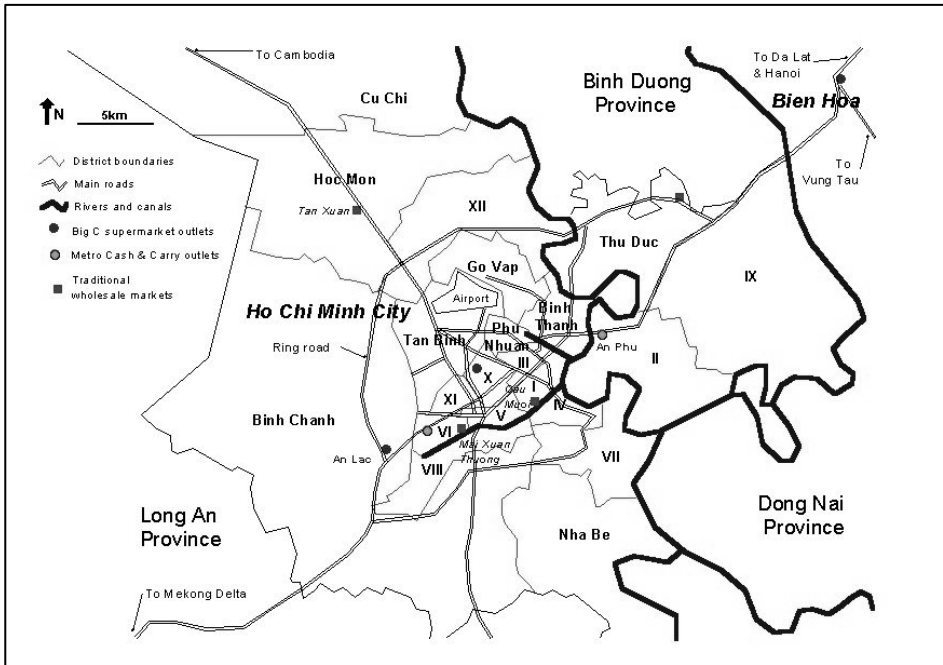 To Cambodia
Cu Chi
Binh Duong
Province
To Da Lat
& Hanoi
Bien Hoa
To
Vung Tau
N
5km
District boundaries
Main roads
Rivers and canals
Big C supermarket outlets
Metro Cash & Carry outlets
Traditional
wholesale markets
Hoc Mon
Tan Xuan
XII
Thu Duc
IX
Go Vap
Airport
Binh
Thanh
Ho Chi Minh City
Phu
Nhuan
Tan Binh
Ring road
An Phu
II
III
X
I
Cau
Muoi
IV
XI
V
VI
Binh Chanh
Mai Xuan
Thuong
An Lac
VIII
VII
Long An
Province
Dong Nai
Province
Nha Be
To Mekong Delta